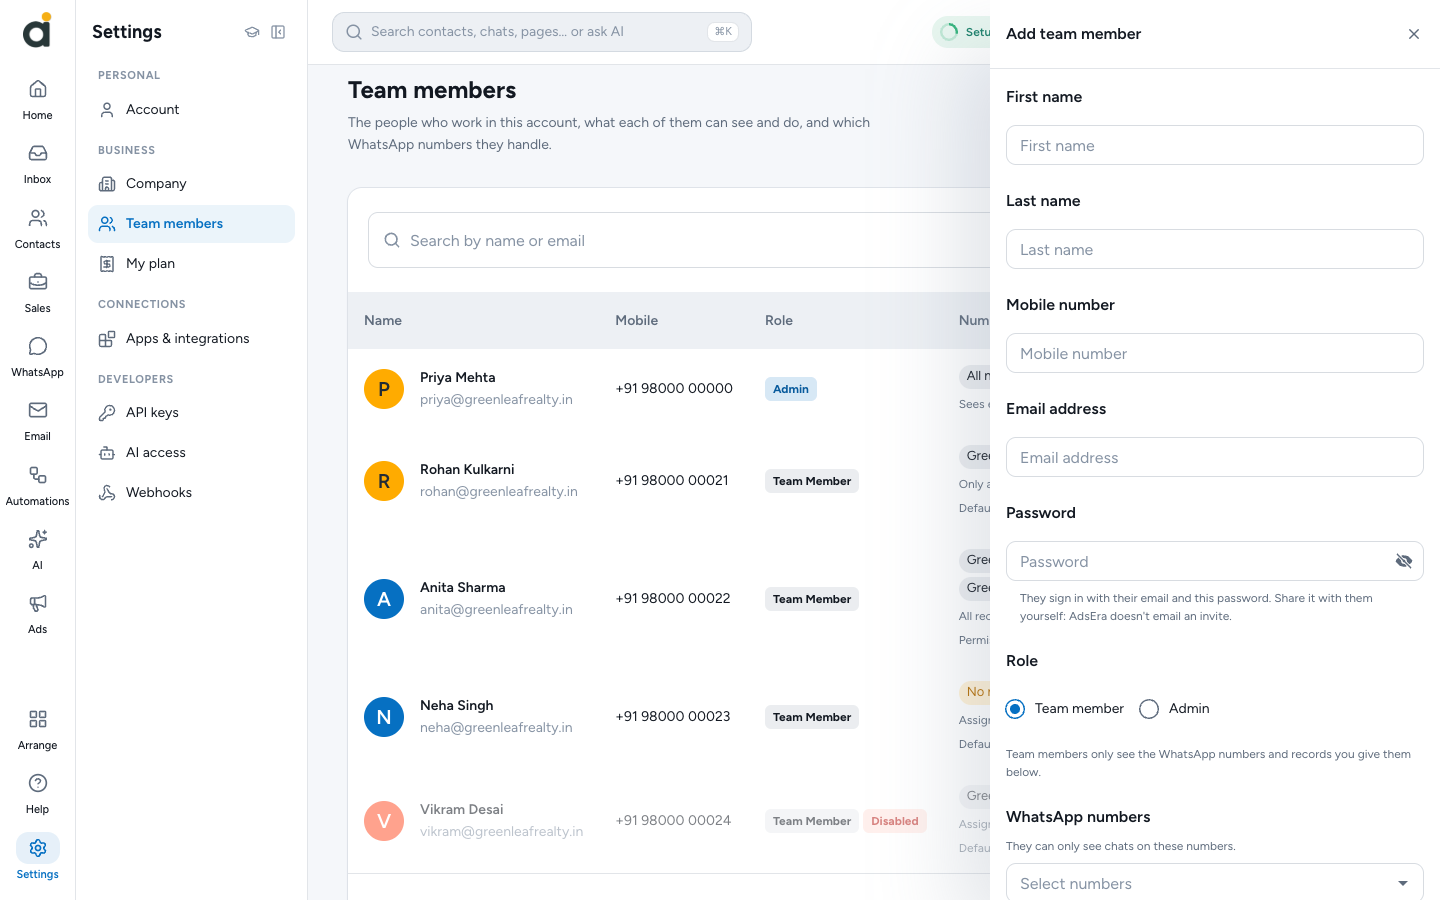 Settings
PERSONAL
Account
BUSINESS
Company
Team members
My plan
CONNECTIONS
Apps & integrations
DEVELOPERS
API keys
AI access
Webhooks
Home
Inbox
Contacts
Sales
WhatsApp
Email
Automations
AI
Ads
Arrange
Help
Settings
Search contacts, chats, pages... or ask AI
⌘K
Team members
The people who work in this account, what each of them can see and do, and which
WhatsApp numbers they handle.
Search by name or email
Name Mobile Role
P Priya Mehta
priya@greenleafrealty.in
+91 98000 00000 Admin
All
Sees
R Rohan Kulkarni
rohan@greenleafrealty.in
+91 98000 00021 Team Member
Only
A Anita Sharma
anita@greenleafrealty.in
+91 98000 00022 Team Member
All
N Neha Singh
neha@greenleafrealty.in
+91 98000 00023 Team Member
No
V Vikram Desai
vikram@greenleafrealty.in
+91 98000 00024 Team Member Disabled
Add team member
First name
First name
Last name
Last name
Mobile number
Mobile number
Email address
Email address
Password
Password
They sign in with their email and this password. Share it with them
yourself: AdsEra doesn't email an invite.
Role
Team member Admin
Team members only see the WhatsApp numbers and records you give them
below.
WhatsApp numbers
They can only see chats on these numbers.
Select numbers